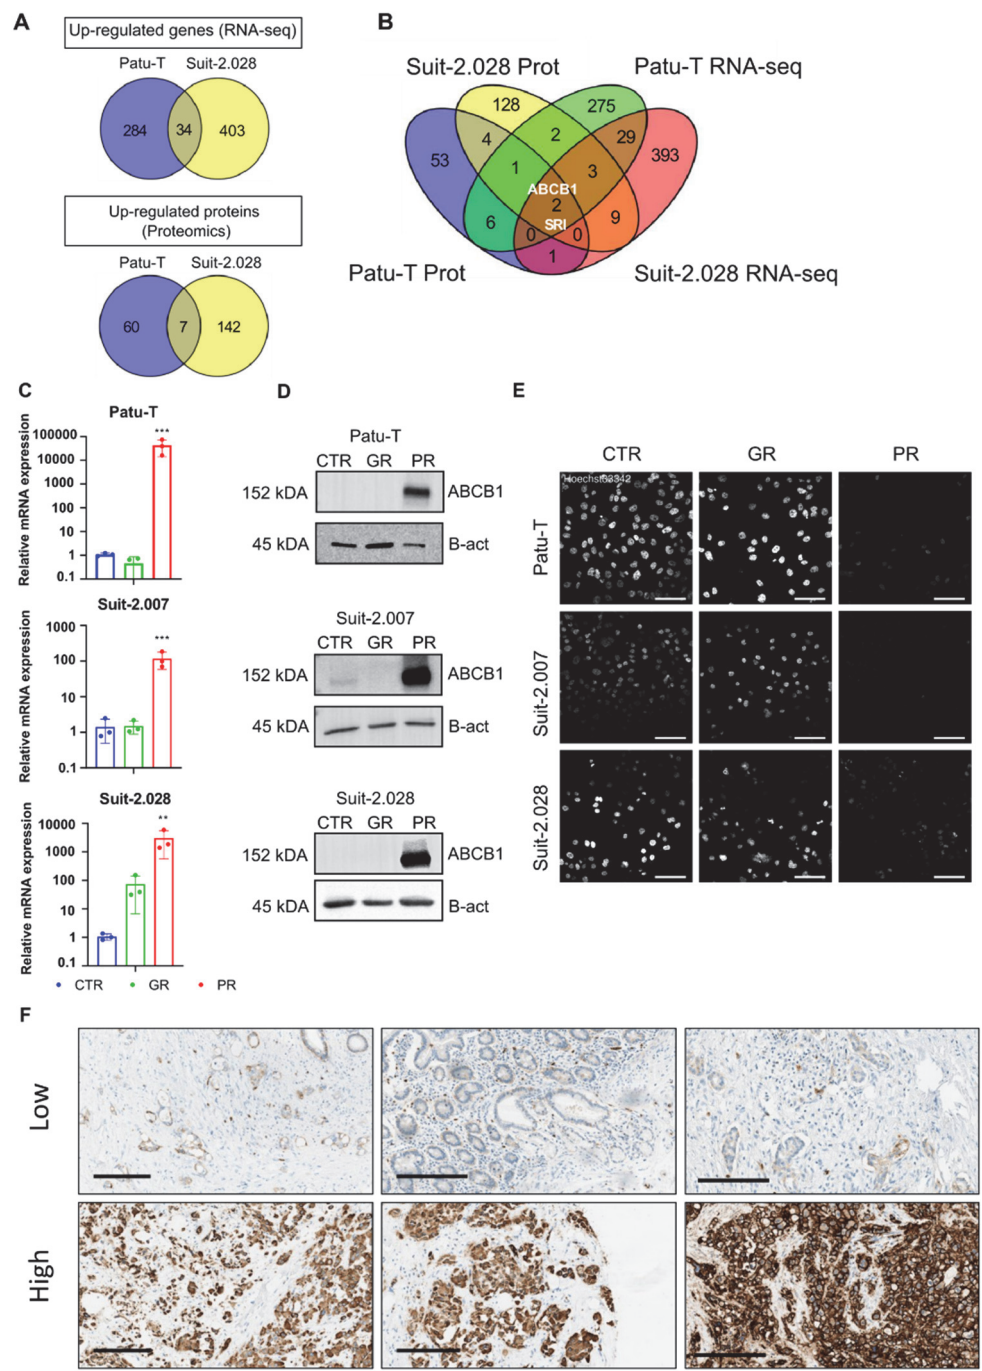 A
Up-regulated genes (RNA-seq)
Patu-T Suit-2.028
284 34 403
Up-regulated proteins
(Proteomics)
Patu-T Suit-2.028
60 7 142
B
Suit-2.028 Prot Patu-T RNA-seq
128 275
4 2 29
53 1 3 393
ABCB1
2
6 SRI 9
0 0
1
Patu-T Prot Suit-2.028 RNA-seq
C
Patu-T
Relative mRNA expression
100000
10000
1000
100
10
1
0.1
***
Suit-2.007
Relative mRNA expression
1000
100
10
1
0.1
***
Suit-2.028
Relative mRNA expression
10000
1000
100
10
1
0.1
**
CTR GR PR
D
Patu-T
CTR GR PR
152 kDA ABCB1
45 kDA B-act
Suit-2.007
CTR GR PR
152 kDA ABCB1
45 kDA B-act
Suit-2.028
CTR GR PR
152 kDA ABCB1
45 kDA B-act
E
CTR GR PR
Hoechst33342
Patu-T
Suit-2.007
Suit-2.028
F
Low
High